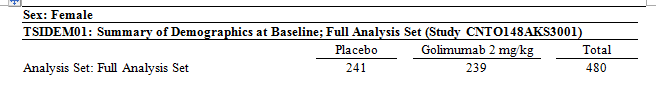 Sex: Female
TSIDEM01: Summary of Demographics at Baseline; Full Analysis Set (Study CNTO148AKS3001)
Placebo Golimumab 2 mg/kg Total
Analysis Set: Full Analysis Set 241 239 480